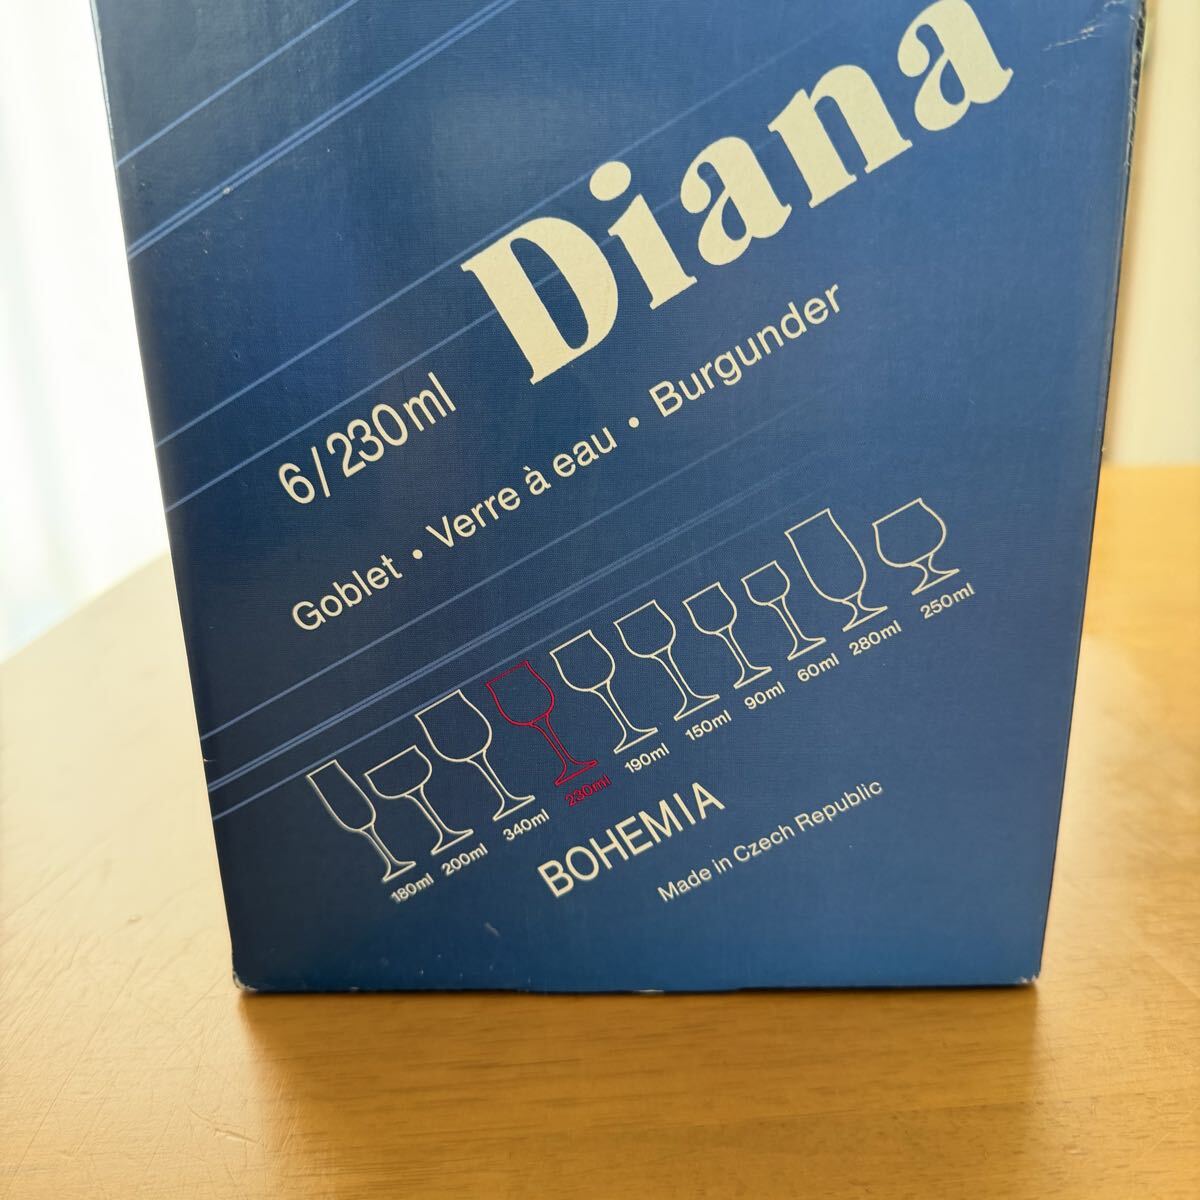 Diana
6/230ml
Goblet • Verre à eau • Burgunder
180ml 200ml 340ml 230ml 190ml 150ml 90ml 60ml 280ml 250ml
BOHEMIA
Made in Czech Republic